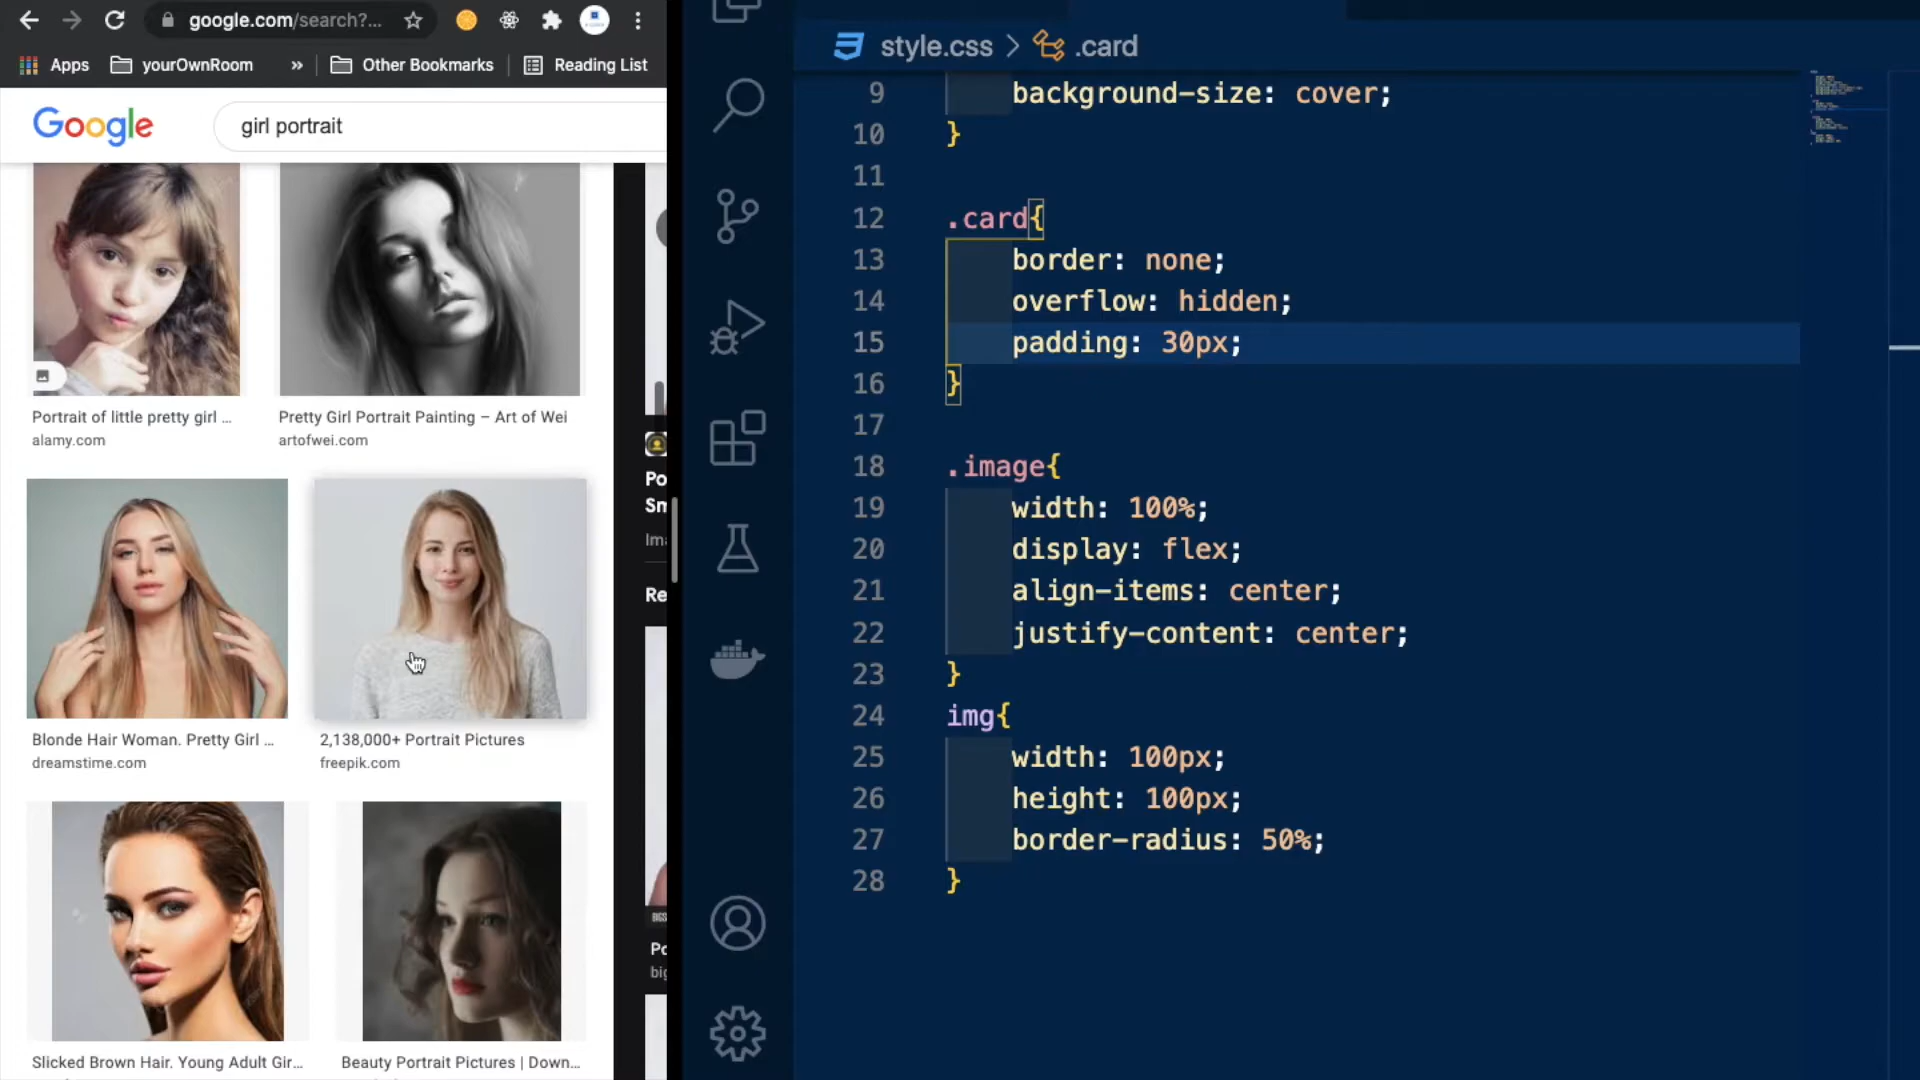 google.com/search?...
Apps
yourOwnRoom
»
Other Bookmarks
Reading List
Google
girl portrait
Portrait of little pretty girl ...
alamy.com
Pretty Girl Portrait Painting – Art of Wei
artofwei.com
Blonde Hair Woman. Pretty Girl ...
dreamstime.com
2,138,000+ Portrait Pictures
freepik.com
Slicked Brown Hair. Young Adult Gir...
Beauty Portrait Pictures | Down...
Po
Sm
Ima
Re
Po
big
style.css > .card
9 background-size: cover;
10 }
11
12 .card{
13 border: none;
14 overflow: hidden;
15 padding: 30px;
16 }
17
18 .image{
19 width: 100%;
20 display: flex;
21 align-items: center;
22 justify-content: center;
23 }
24 img{
25 width: 100px;
26 height: 100px;
27 border-radius: 50%;
28 }